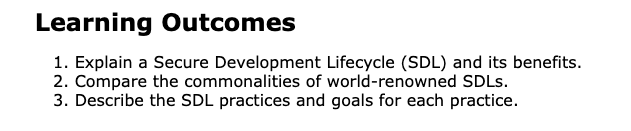 Learning Outcomes
1. Explain a Secure Development Lifecycle (SDL) and its benefits.
2. Compare the commonalities of world-renowned SDLs.
3. Describe the SDL practices and goals for each practice.